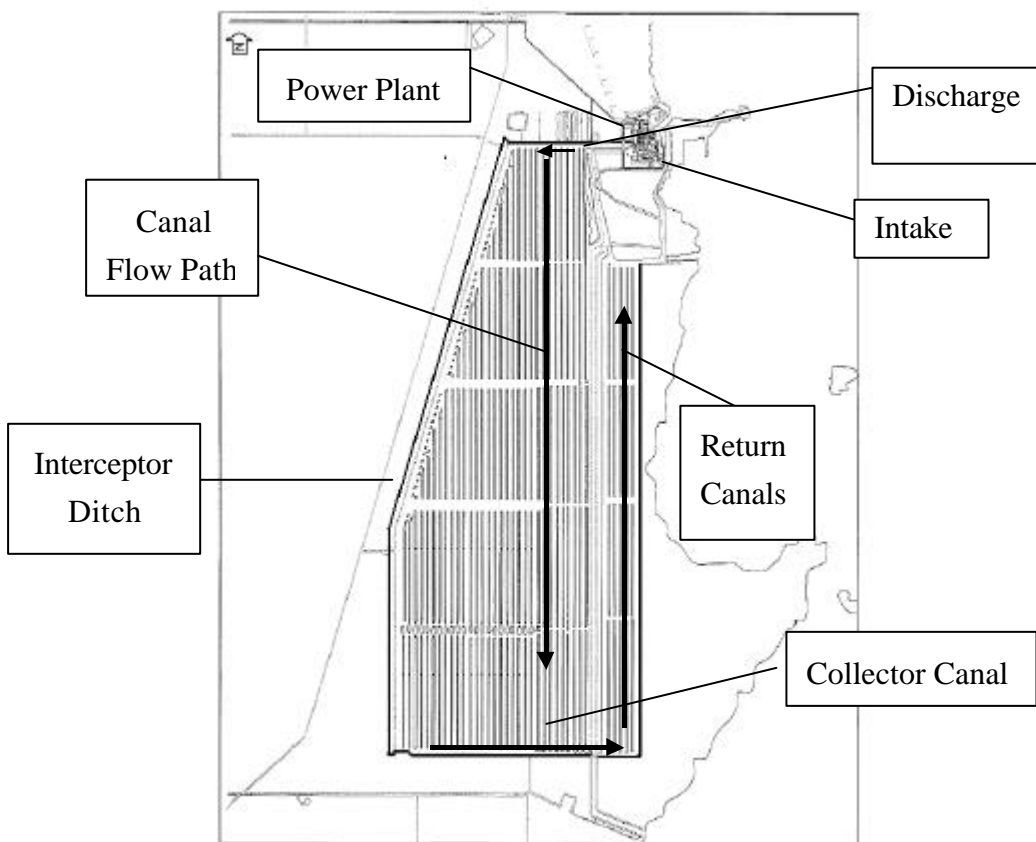 N
Power Plant
Discharge
Canal
Flow Path
Intake
Interceptor
Ditch
Return
Canals
Collector Canal